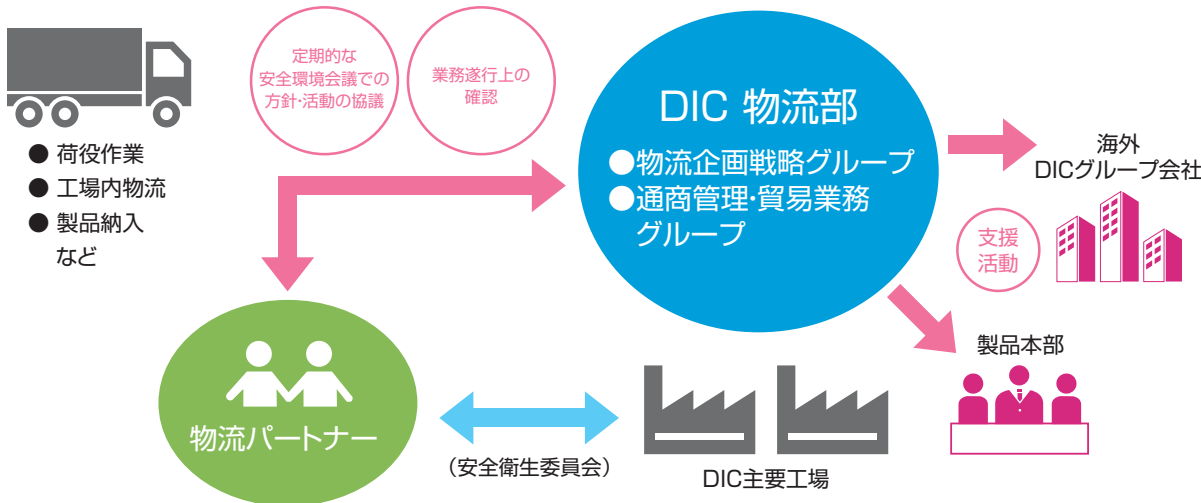 定期的な
安全環境会議での
方針・活動の協議
業務遂行上の
確認
● 荷役作業
● 工場内物流
● 製品納入
など
DIC 物流部
●物流企画戦略グループ
●通商管理・貿易業務
グループ
海外
DICグループ会社
支援
活動
製品本部
物流パートナー
（安全衛生委員会）
DIC主要工場